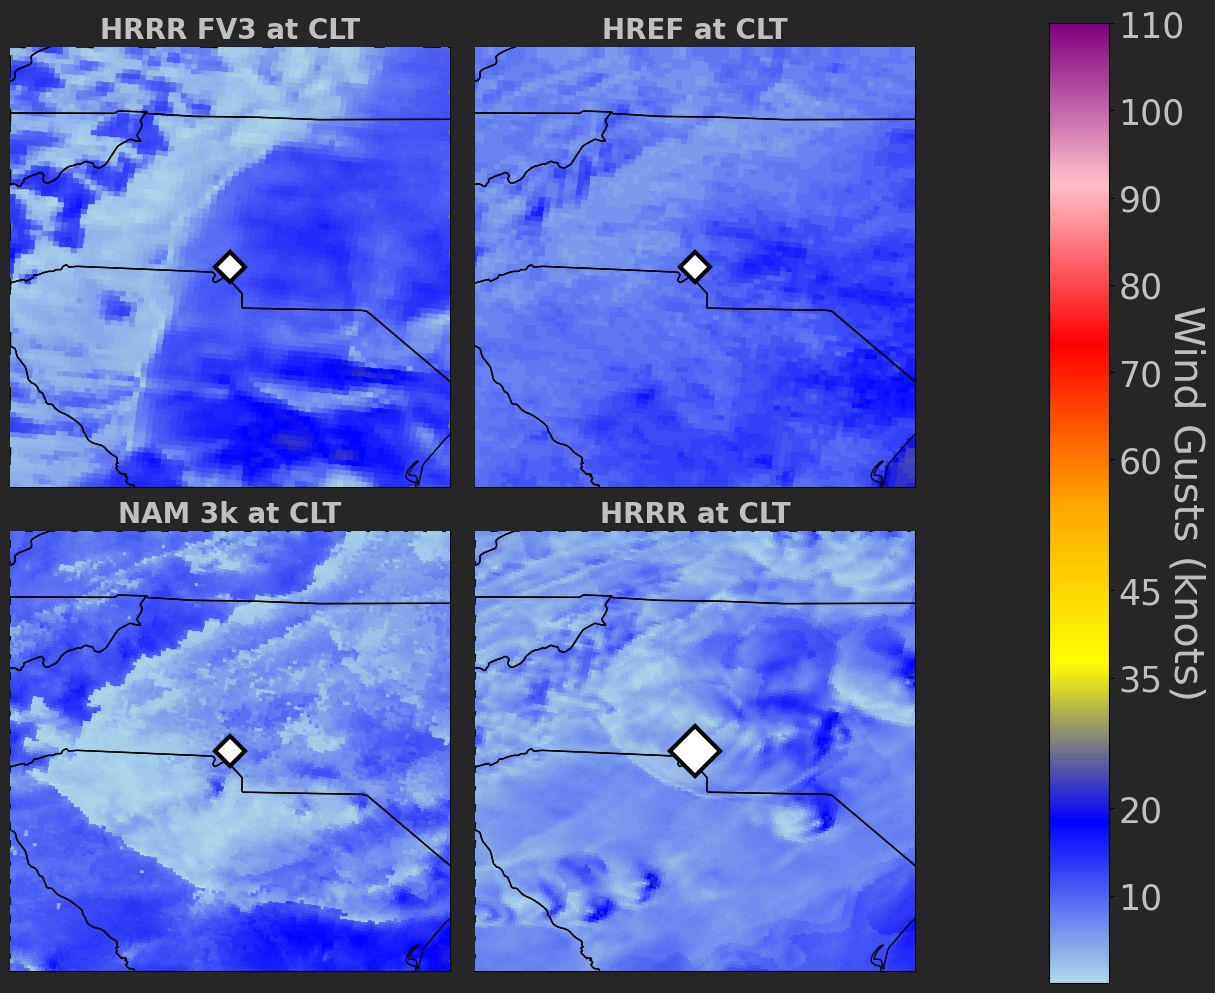 HRRR FV3 at CLT
HREF at CLT
NAM 3k at CLT
HRRR at CLT
110
100
90
80
70
60
45
35
20
10
Wind Gusts (knots)